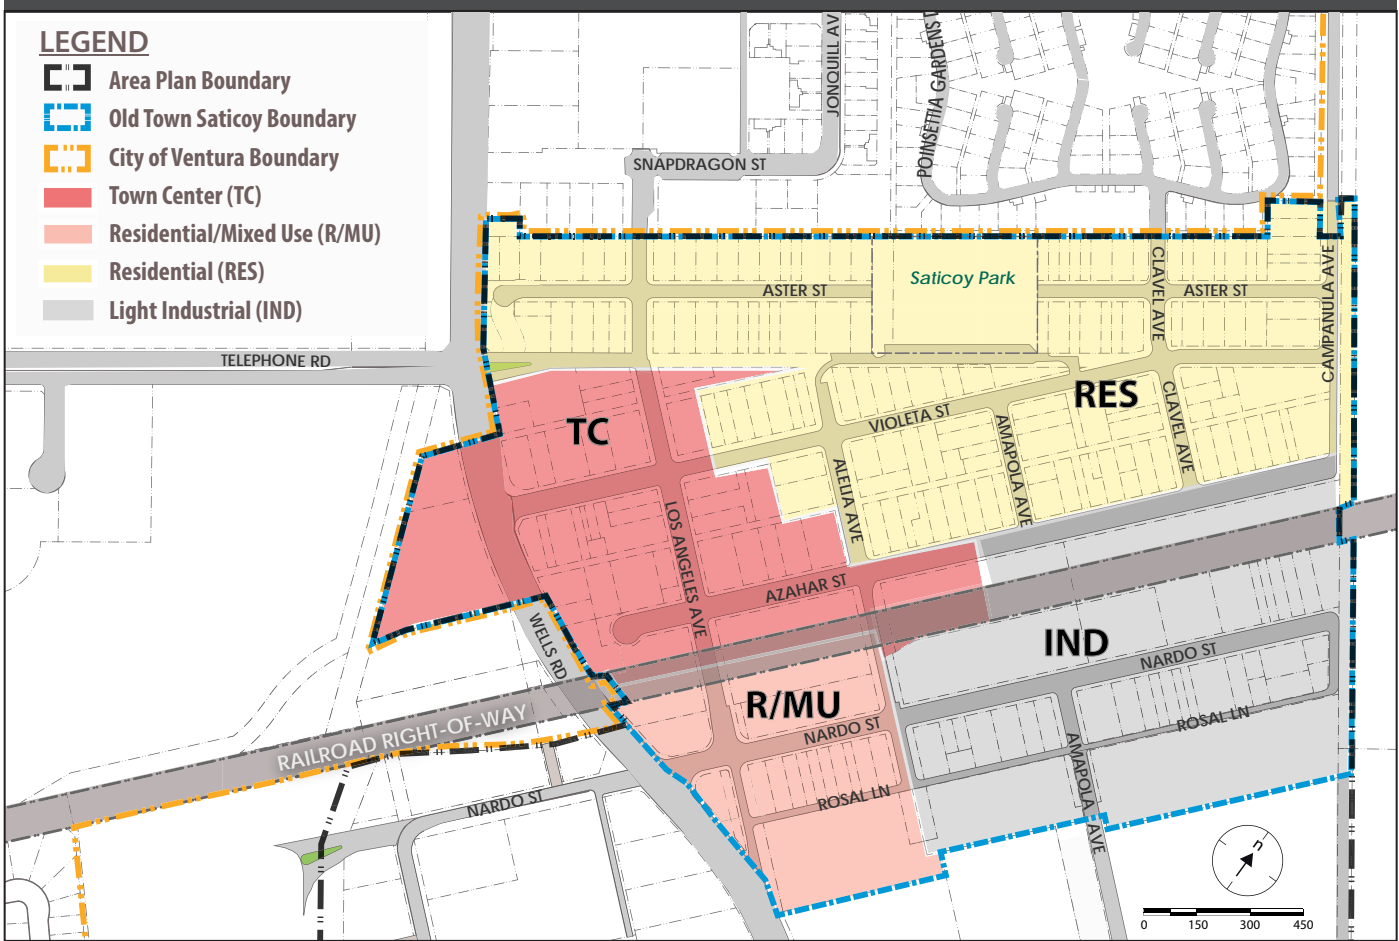 LEGEND
Area Plan Boundary
Old Town Saticoy Boundary
City of Ventura Boundary
Town Center (TC)
Residential/Mixed Use (R/MU)
Residential (RES)
Light Industrial (IND)
JONQUILL AV
POINSETTIA GARDENS
SNAPDRAGON ST
Saticoy Park
ASTER ST
CLAVEL AVE
ASTER ST
CAMPANULA AVE
TELEPHONE RD
TC
RES
VIOLETA ST
CLAVEL AVE
AMAPOLA AVE
ALELIA AVE
LOS ANGELES AVE
AZAHAR ST
WELLS RD
IND
NARDO ST
R/MU
NARDO ST
ROSAL LN
RAILROAD RIGHT-OF-WAY
ROSAL LN
AMAPOLA AVE
NARDO ST
n
0 150 300 450